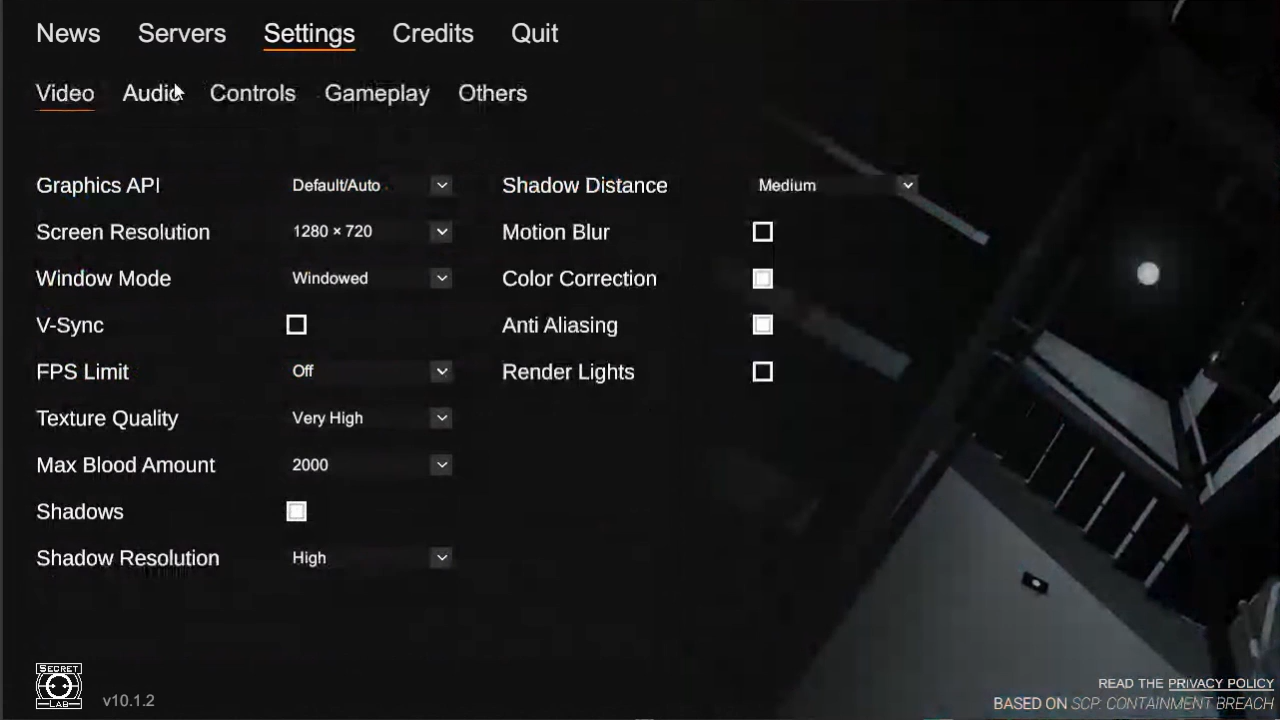 News Servers Settings Credits Quit
Video Audio Controls Gameplay Others
Graphics API Default/Auto Shadow Distance Medium
Screen Resolution 1280 × 720 Motion Blur
Window Mode Windowed Color Correction
V-Sync Anti Aliasing
FPS Limit Off Render Lights
Texture Quality Very High
Max Blood Amount 2000
Shadows
Shadow Resolution High
SECRET
LAB
v10.1.2
READ THE PRIVACY POLICY
BASED ON SCP: CONTAINMENT BREACH